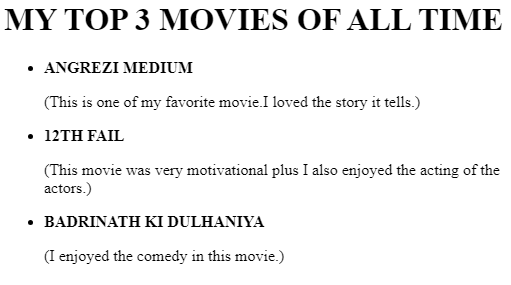 MY TOP 3 MOVIES OF ALL TIME
ANGREZI MEDIUM
(This is one of my favorite movie.I loved the story it tells.)
12TH FAIL
(This movie was very motivational plus I also enjoyed the acting of the
actors.)
BADRINATH KI DULHANIYA
(I enjoyed the comedy in this movie.)